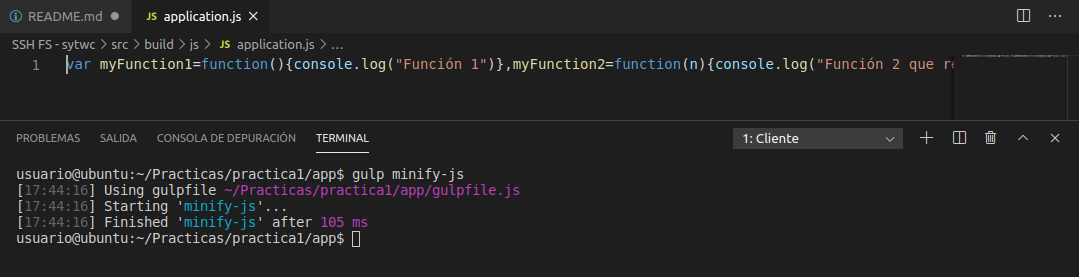 README.md ● JS application.js ×
SSH FS - sytwc > src > build > js > JS application.js > ...
1 var myFunction1=function(){console.log("Función 1")},myFunction2=function(n){console.log("Función 2 que re
PROBLEMAS SALIDA CONSOLA DE DEPURACIÓN TERMINAL 1: Cliente
usuario@ubuntu:~/Practicas/practica1/app$ gulp minify-js
[17:44:16] Using gulpfile ~/Practicas/practica1/app/gulpfile.js
[17:44:16] Starting 'minify-js'...
[17:44:16] Finished 'minify-js' after 105 ms
usuario@ubuntu:~/Practicas/practica1/app$